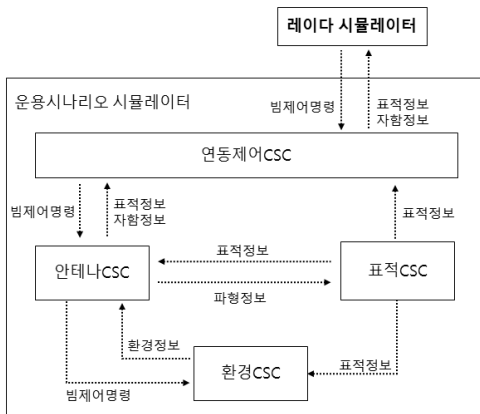 레이다 시뮬레이터
운용시나리오 시뮬레이터
빔제어명령
표적정보
자함정보
연동제어CSC
빔제어명령
표적정보
자함정보
표적정보
안테나CSC
표적정보
파형정보
표적CSC
환경정보
환경CSC
표적정보
빔제어명령